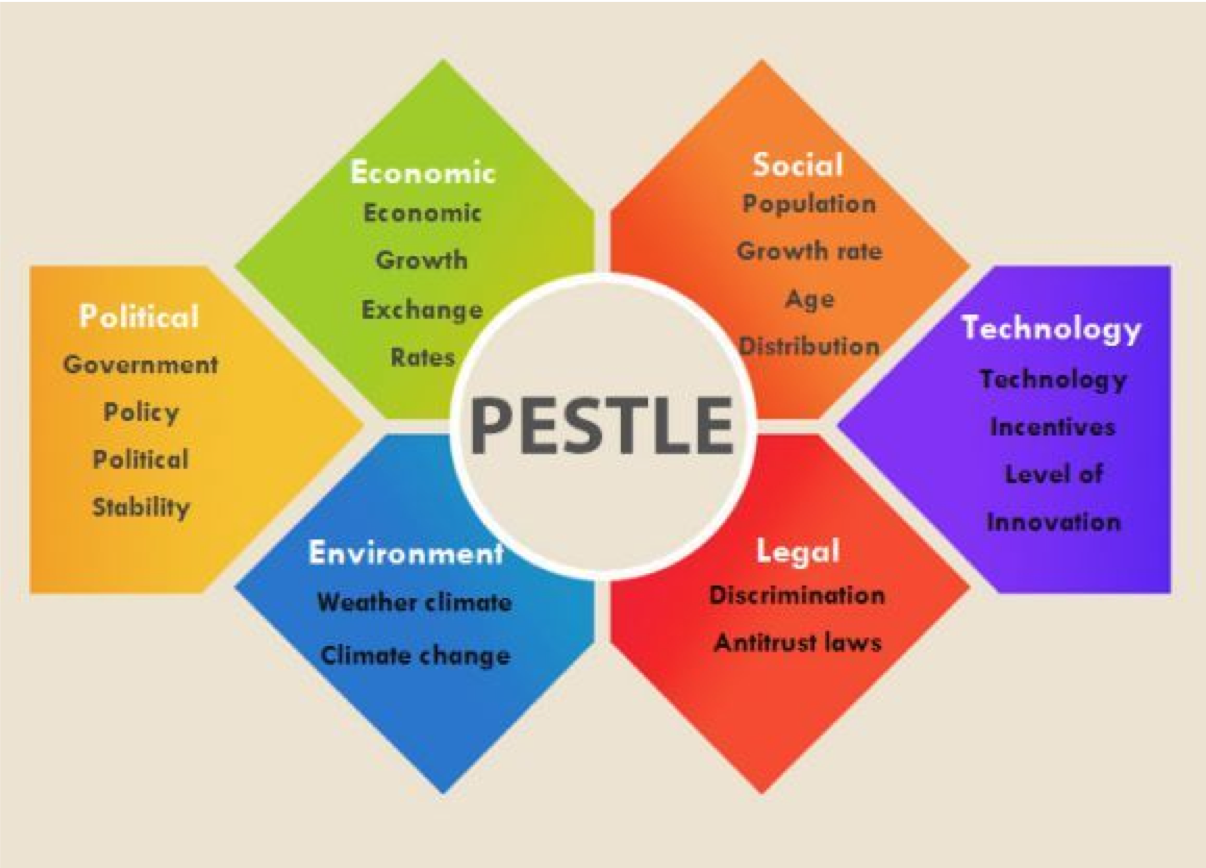 Economic
Economic
Growth
Exchange
Rates
Social
Population
Growth rate
Age
Distribution
Political
Government
Policy
Political
Stability
PESTLE
Technology
Technology
Incentives
Level of
Innovation
Environment
Weather climate
Climate change
Legal
Discrimination
Antitrust laws